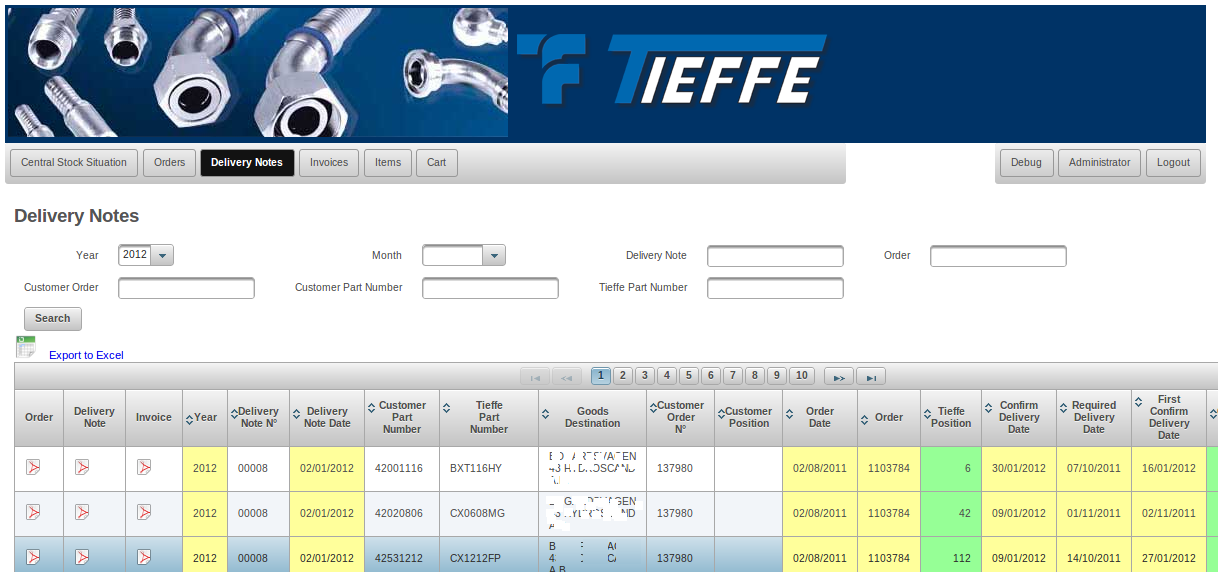 TIEFFE
Central Stock Situation Orders Delivery Notes Invoices Items Cart Debug Administrator Logout
Delivery Notes
Year 2012 Month Delivery Note Order
Customer Order Customer Part Number Tieffe Part Number
Search
Export to Excel
1 2 3 4 5 6 7 8 9 10
Order Delivery Note Invoice Year Delivery Note N° Delivery Note Date Customer Part Number Tieffe Part Number Goods Destination Customer Order N° Customer Position Order Date Order Tieffe Position Confirm Delivery Date Required Delivery Date First Confirm Delivery Date
2012 00008 02/01/2012 42001116 BXT116HY 137980 02/08/2011 1103784 6 30/01/2012 07/10/2011 16/01/2012
2012 00008 02/01/2012 42020806 CX0608MG 137980 02/08/2011 1103784 42 09/01/2012 01/11/2011 02/11/2011
2012 00008 02/01/2012 42531212 CX1212FP 137980 02/08/2011 1103784 112 09/01/2012 14/10/2011 27/01/2012